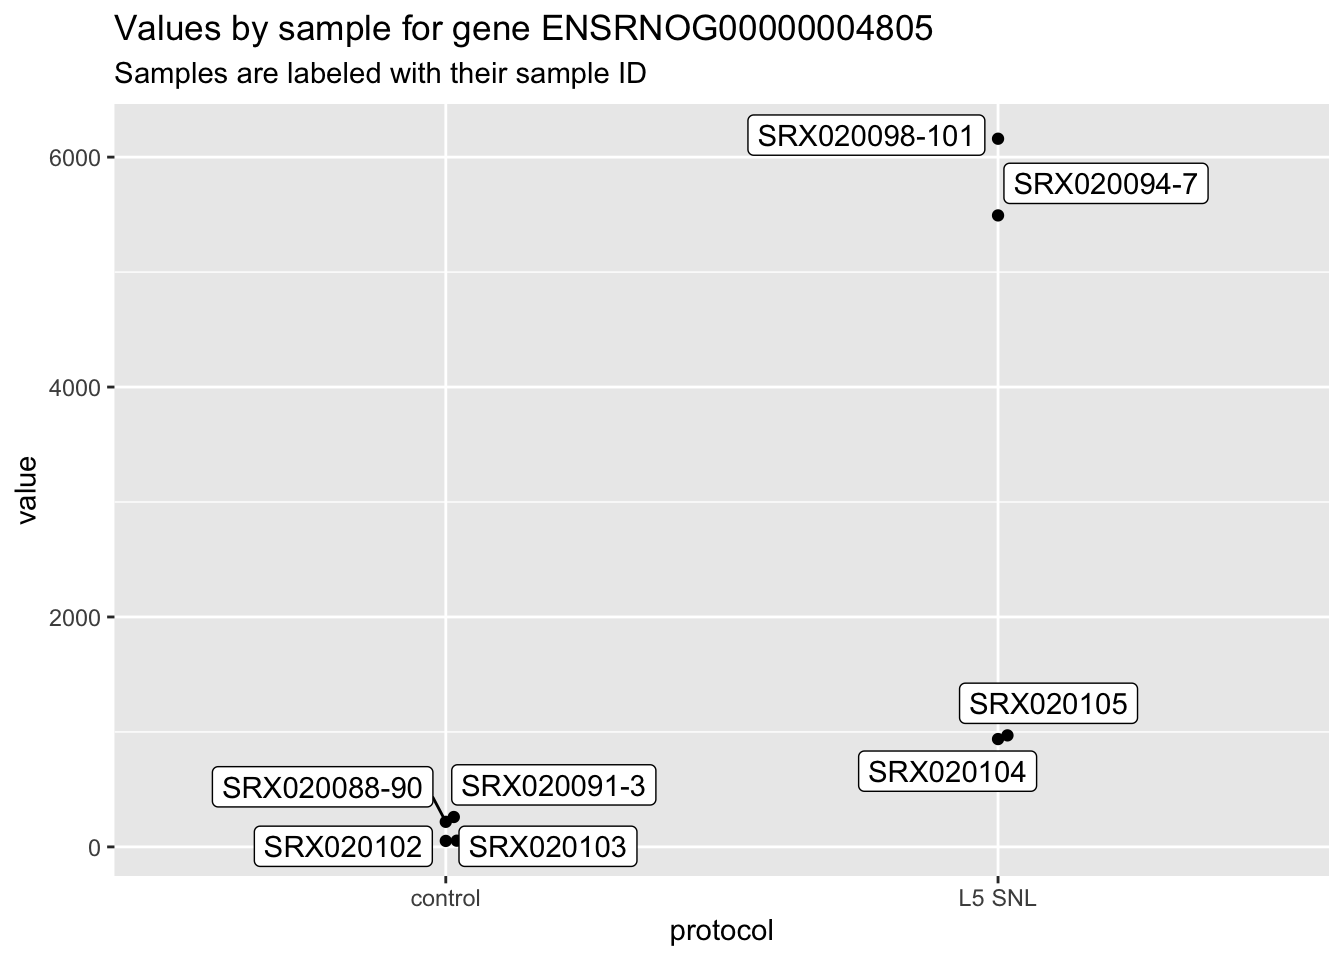 Values by sample for gene ENSRNOG00000004805
Samples are labeled with their sample ID
6000
4000
2000
0
value
SRX020098-101
SRX020094-7
SRX020105
SRX020104
SRX020088-90
SRX020091-3
SRX020102
SRX020103
control
L5 SNL
protocol